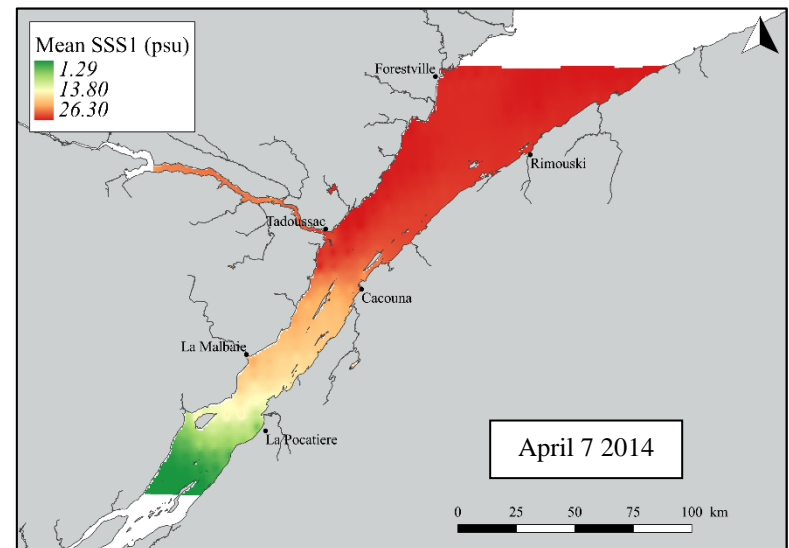 Mean SSS1 (psu)
1.29
13.80
26.30
Forestville
Rimouski
Tadoussac
Cacouna
La Malbaie
La Pocatiere
April 7 2014
0 25 50 75 100 km